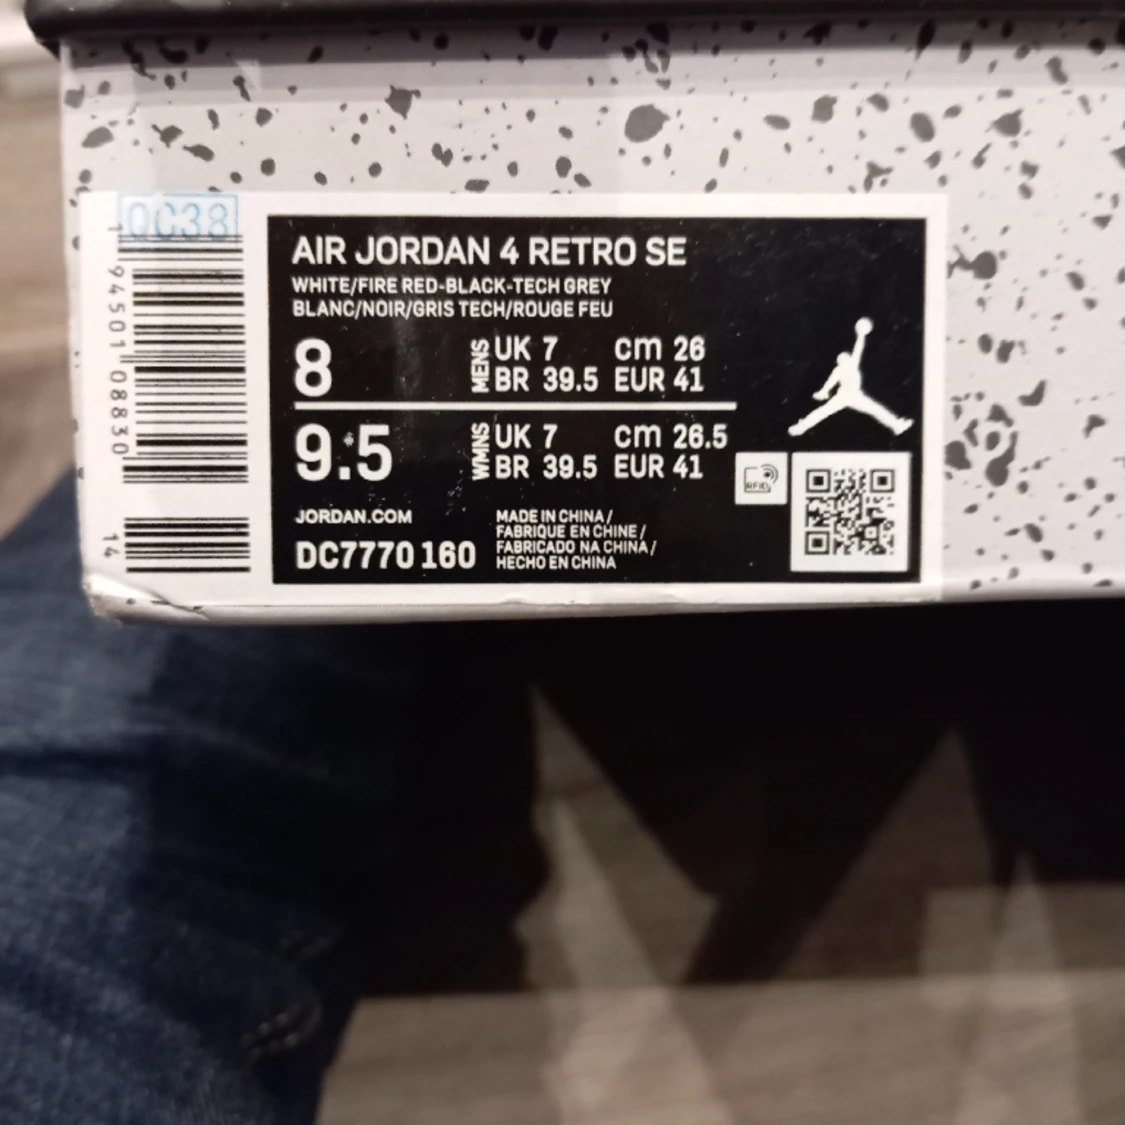 QC38
1 94501 08830
14
AIR JORDAN 4 RETRO SE
WHITE/FIRE RED-BLACK-TECH GREY
BLANC/NOIR/GRIS TECH/ROUGE FEU
8 MENS UK 7 cm 26
BR 39.5 EUR 41
9.5 WMNS UK 7 cm 26.5
BR 39.5 EUR 41
RFID
JORDAN.COM
DC7770 160
MADE IN CHINA /
FABRIQUE EN CHINE /
FABRICADO NA CHINA /
HECHO EN CHINA